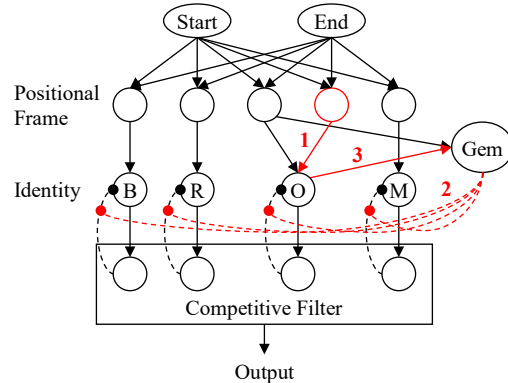 Start End
Positional
Frame
1
3
Gem
Identity
B R O M
2
Competitive Filter
Output